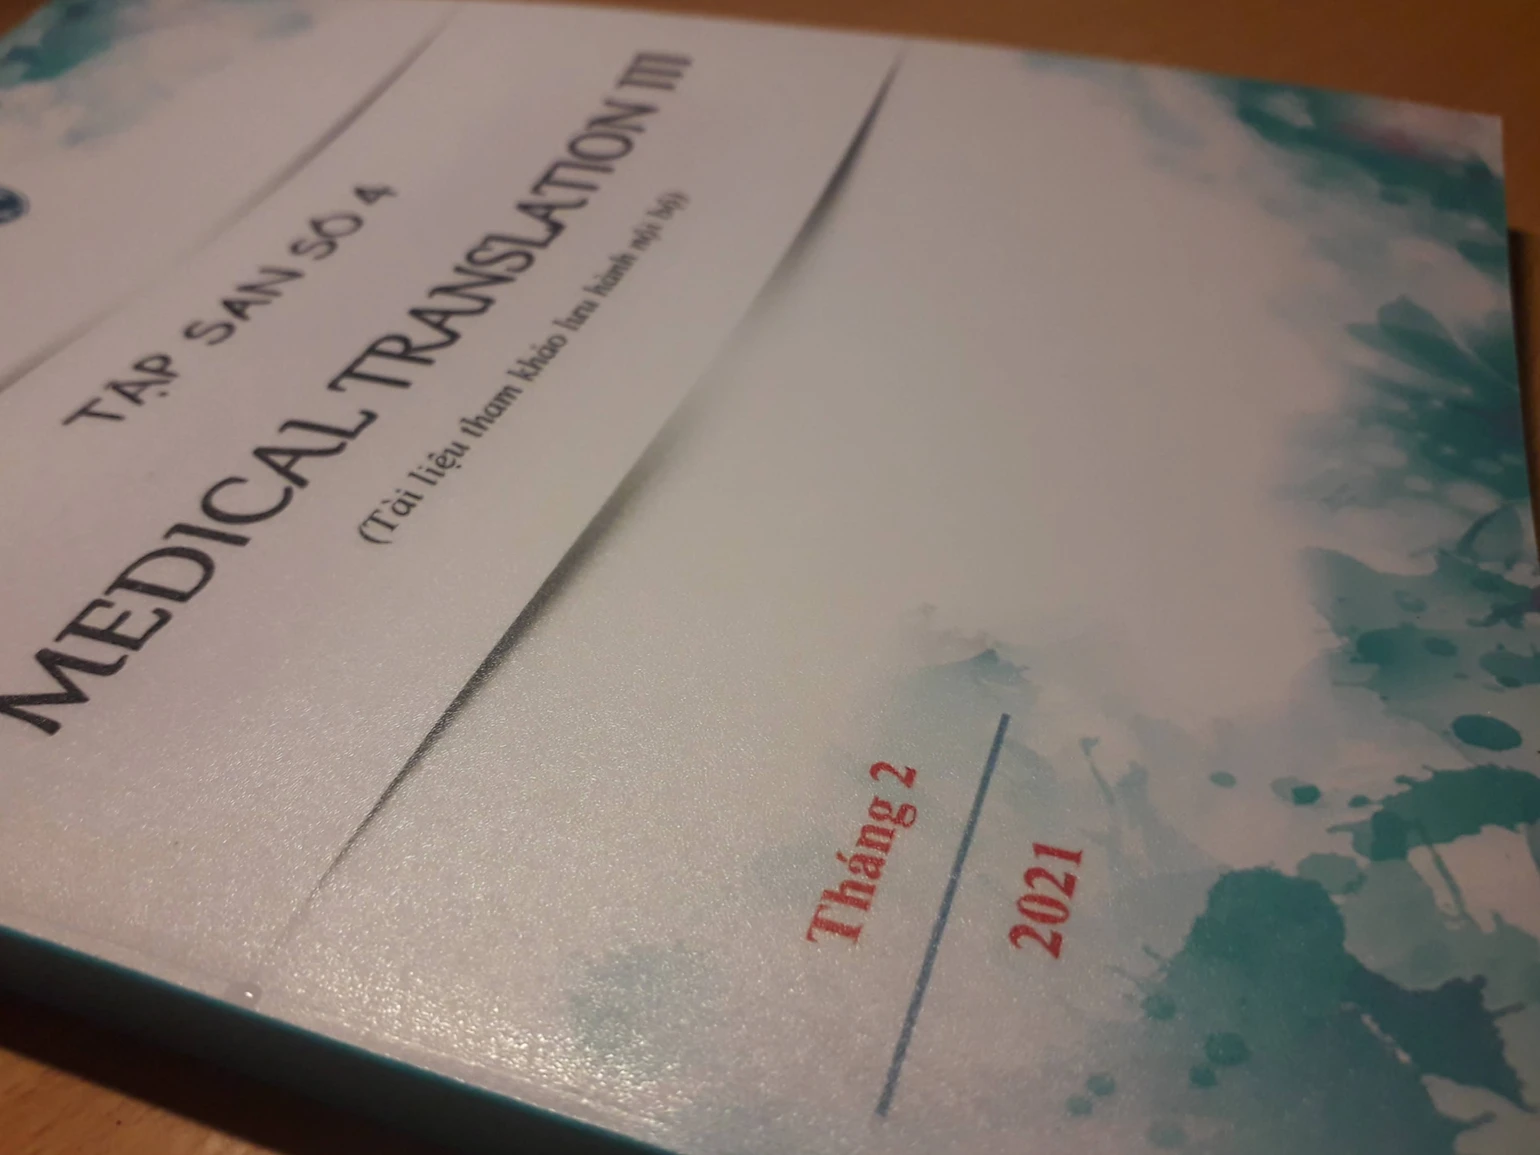 TẬP SAN SỐ 4
MEDICAL TRANSLATION III
(Tài liệu tham khảo lưu hành nội bộ)
Tháng 2
2021